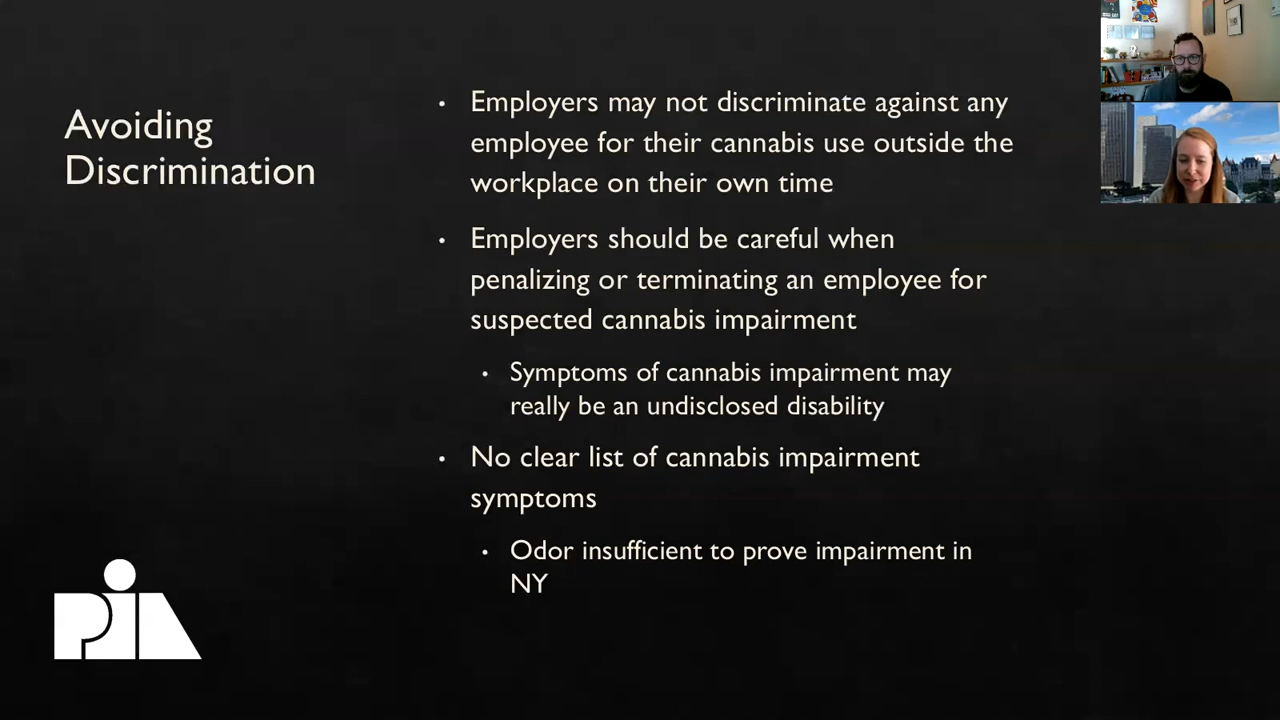 Avoiding
Discrimination
• Employers may not discriminate against any
employee for their cannabis use outside the
workplace on their own time
• Employers should be careful when
penalizing or terminating an employee for
suspected cannabis impairment
• Symptoms of cannabis impairment may
really be an undisclosed disability
• No clear list of cannabis impairment
symptoms
• Odor insufficient to prove impairment in
NY
PIA